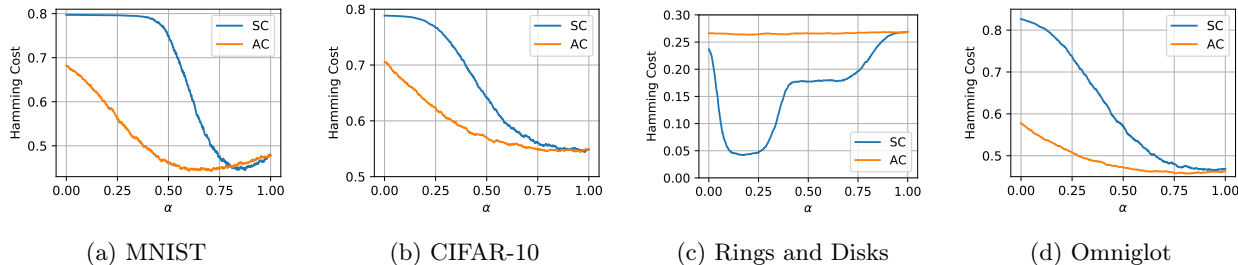 0.8
0.7
0.6
0.5
Hamming Cost
0.00 0.25 0.50 0.75 1.00
α
SC
AC
(a) MNIST
0.8
0.7
0.6
0.5
Hamming Cost
0.00 0.25 0.50 0.75 1.00
α
SC
AC
(b) CIFAR-10
0.30
0.25
0.20
0.15
0.10
0.05
0.00
Hamming Cost
0.00 0.25 0.50 0.75 1.00
α
SC
AC
(c) Rings and Disks
0.8
0.7
0.6
0.5
Hamming Cost
0.00 0.25 0.50 0.75 1.00
α
SC
AC
(d) Omniglot